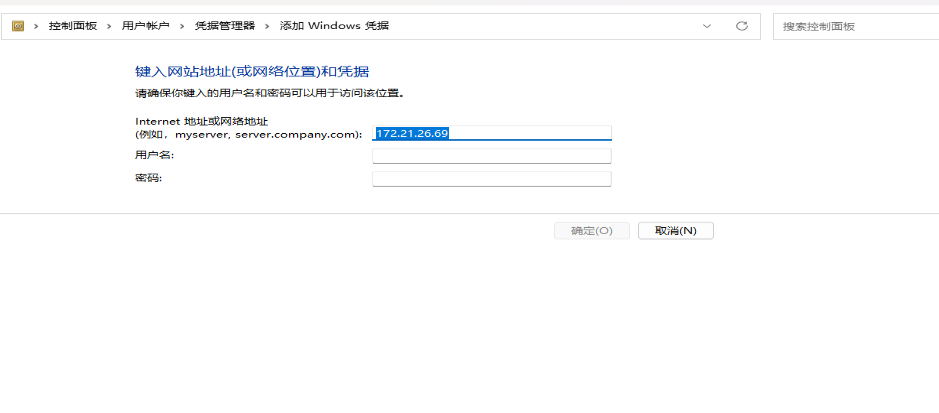 控制面板 > 用户帐户 > 凭据管理器 > 添加 Windows 凭据
搜索控制面板
键入网站地址(或网络位置)和凭据
请确保你键入的用户名和密码可以用于访问该位置。
Internet 地址或网络地址
(例如，myserver, server.company.com): 172.21.26.69
用户名:
密码:
确定(O) 取消(N)